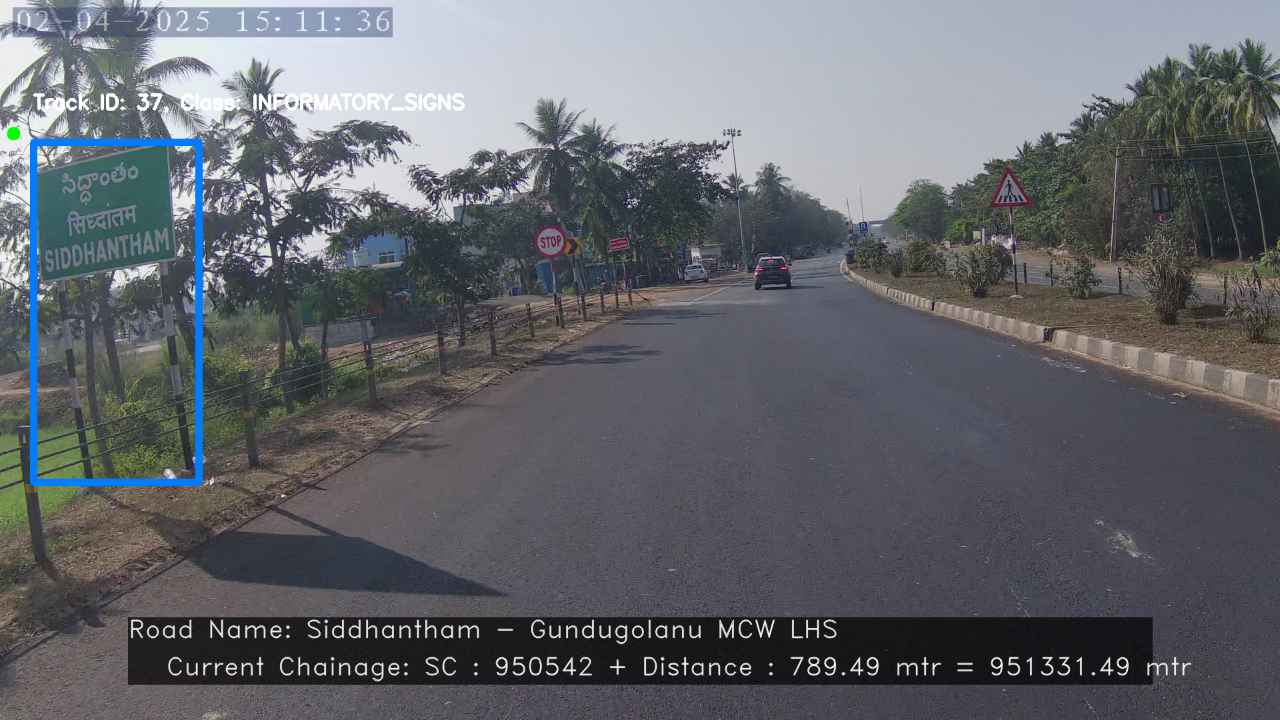 02-04-2025 15:11:36
Track ID: 37, Class: INFORMATORY_SIGNS
సిద్ధాంతం
सिध्दांतम
SIDDHANTHAM
STOP
Road Name: Siddhantham - Gundugolanu MCW LHS
Current Chainage: SC : 950542 + Distance : 789.49 mtr = 951331.49 mtr